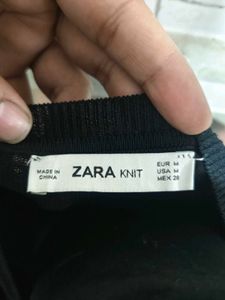 MADE IN
CHINA
ZARA KNIT
EUR M
USA M
MEX 28